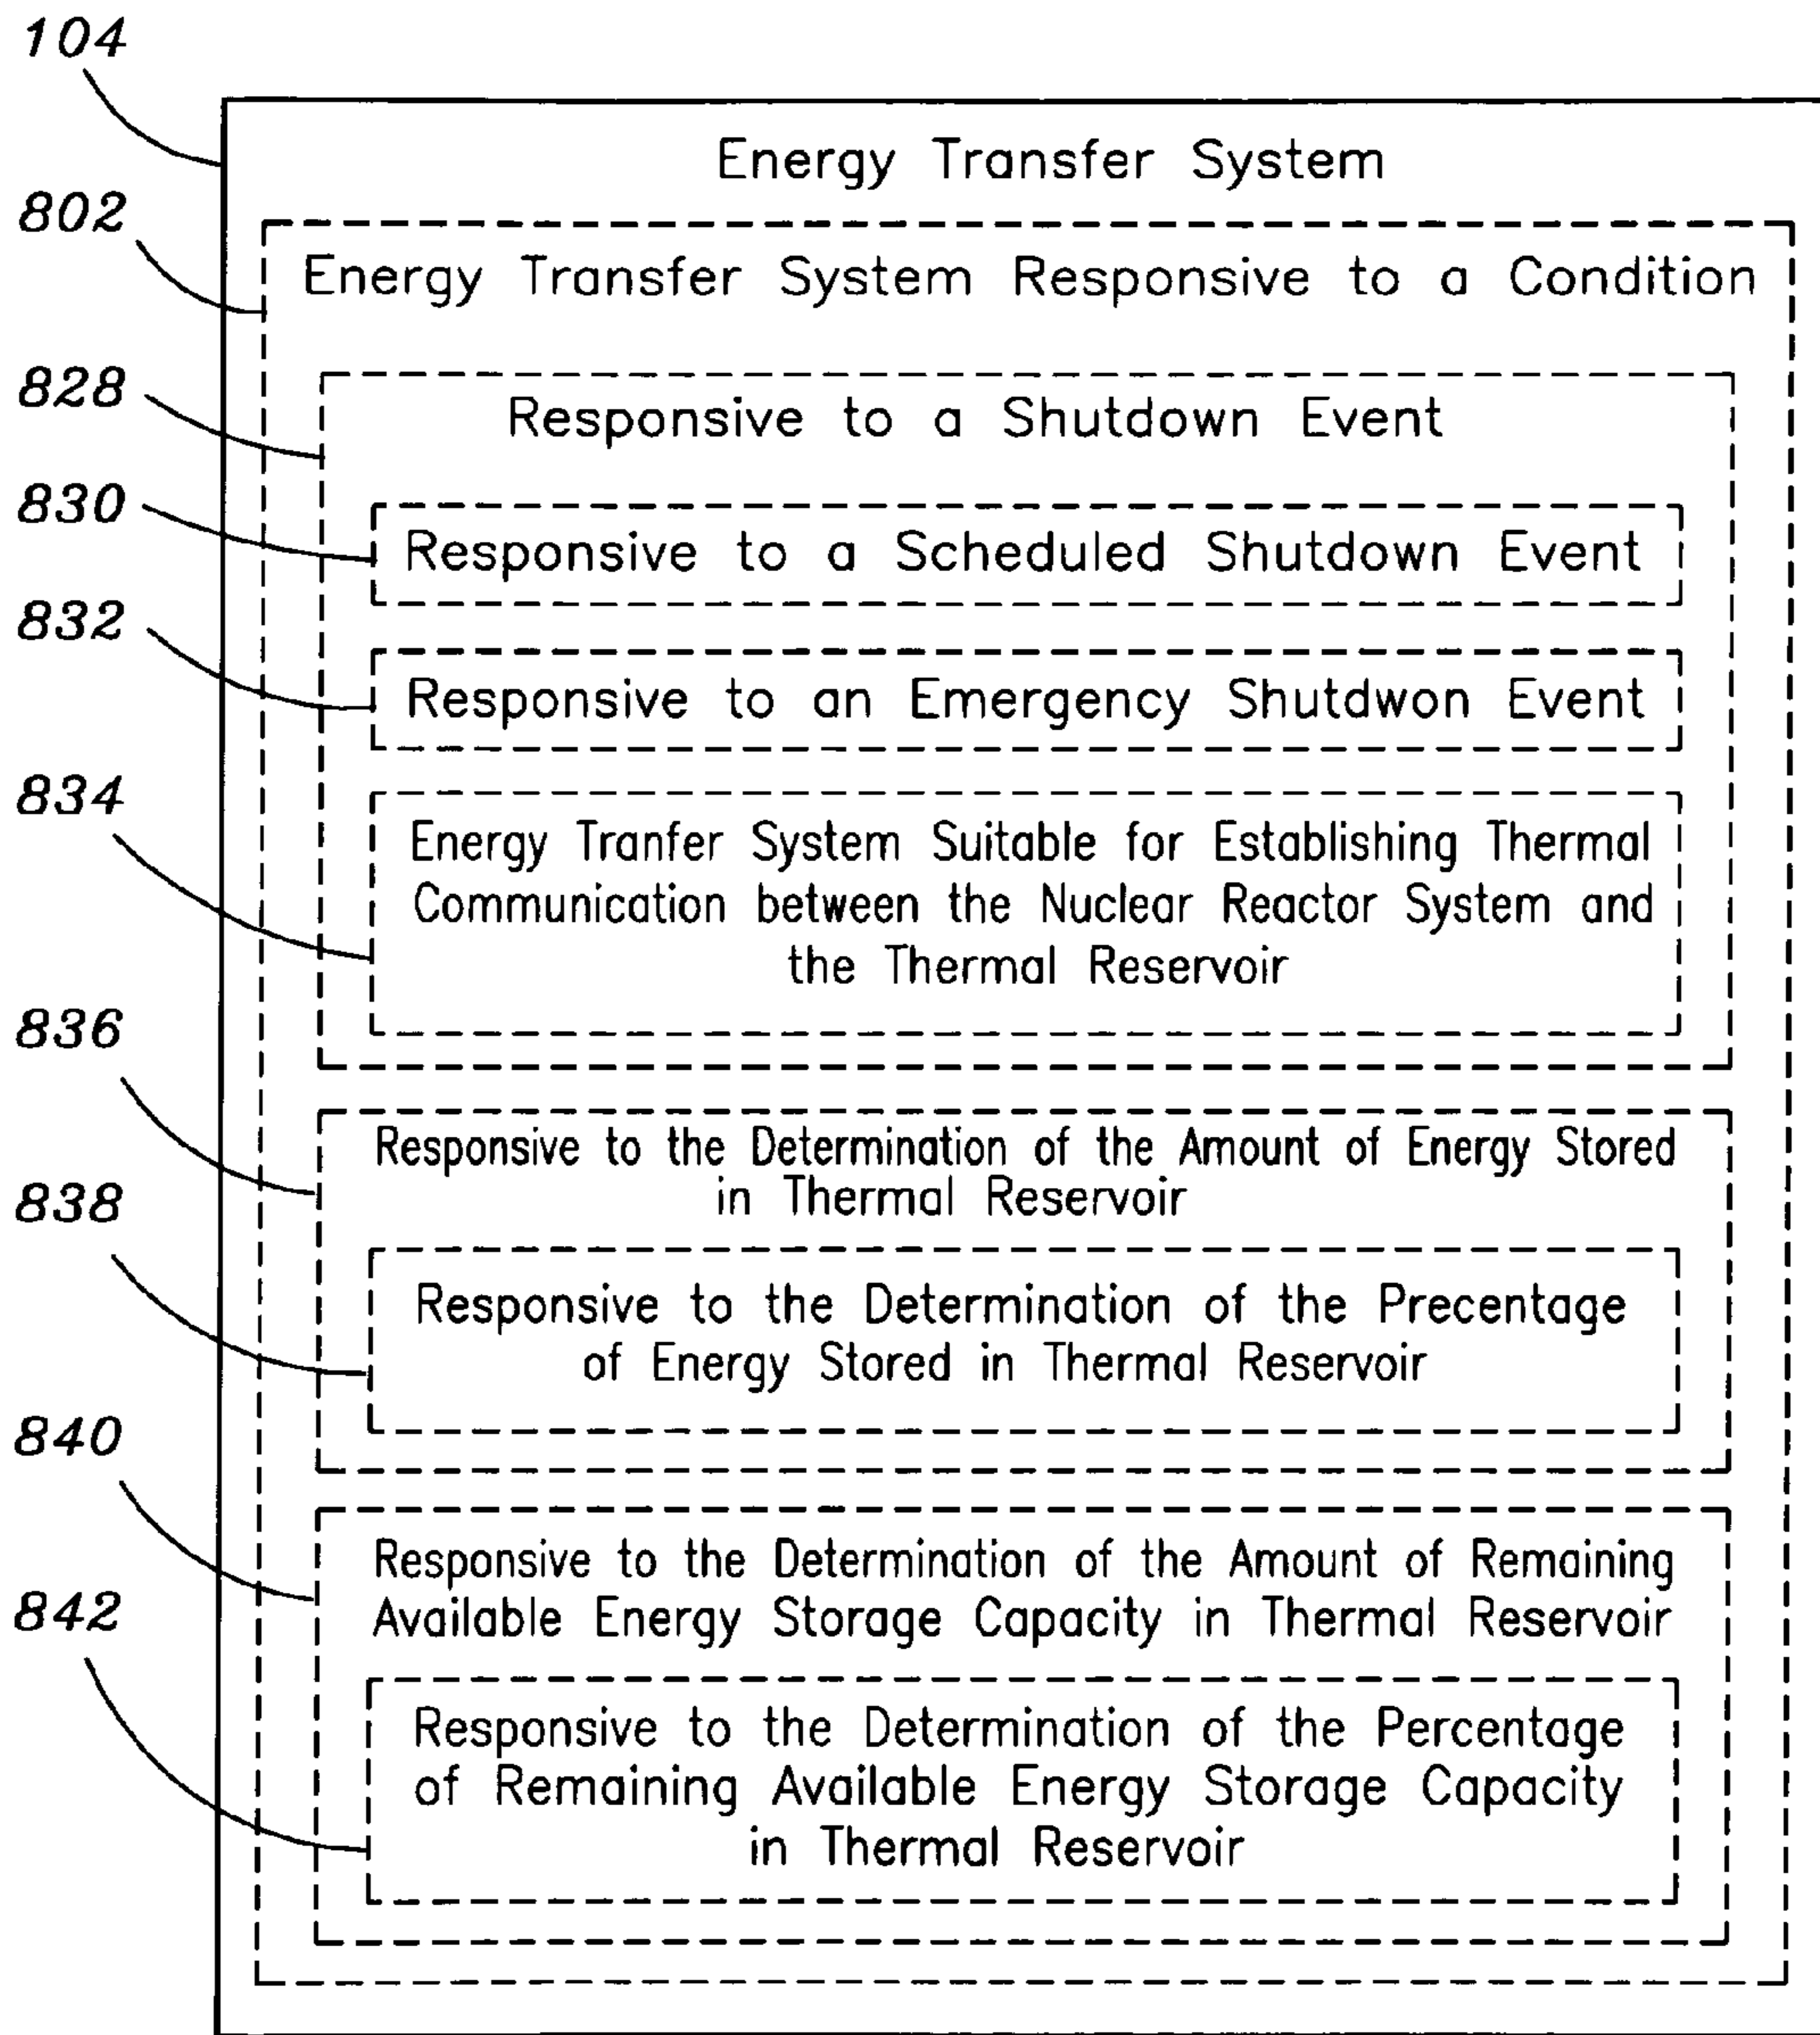 104
Energy Transfer System
802
Energy Transfer System Responsive to a Condition
828
Responsive to a Shutdown Event
830
Responsive to a Scheduled Shutdown Event
832
Responsive to an Emergency Shutdwon Event
834
Energy Tranfer System Suitable for Establishing Thermal
Communication between the Nuclear Reactor System and
the Thermal Reservoir
836
Responsive to the Determination of the Amount of Energy Stored
in Thermal Reservoir
838
Responsive to the Determination of the Precentage
of Energy Stored in Thermal Reservoir
840
Responsive to the Determination of the Amount of Remaining
Available Energy Storage Capacity in Thermal Reservoir
842
Responsive to the Determination of the Percentage
of Remaining Available Energy Storage Capacity
in Thermal Reservoir